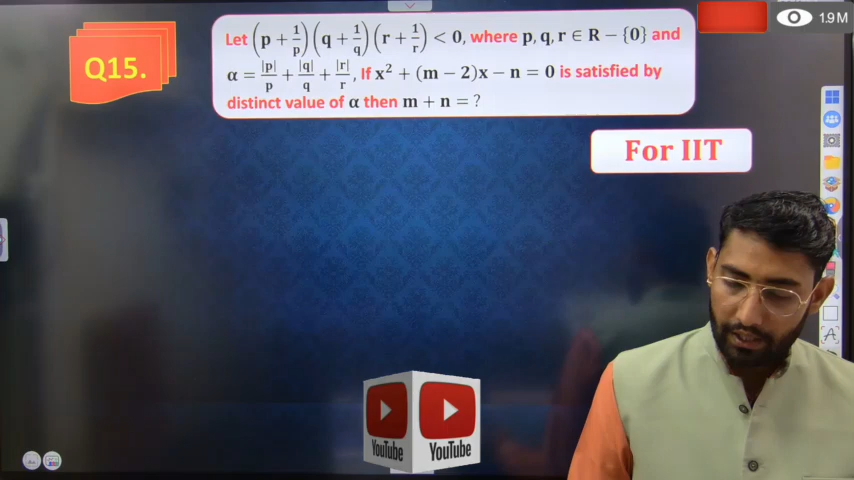 Q15.
Let (p + 1/p) (q + 1/q) (r + 1/r) < 0, where p, q, r ∈ R − {0} and
α = |p|/p + |q|/q + |r|/r, If x² + (m − 2)x − n = 0 is satisfied by
distinct value of α then m + n = ?
For IIT
1.9M
YouTube
YouTube